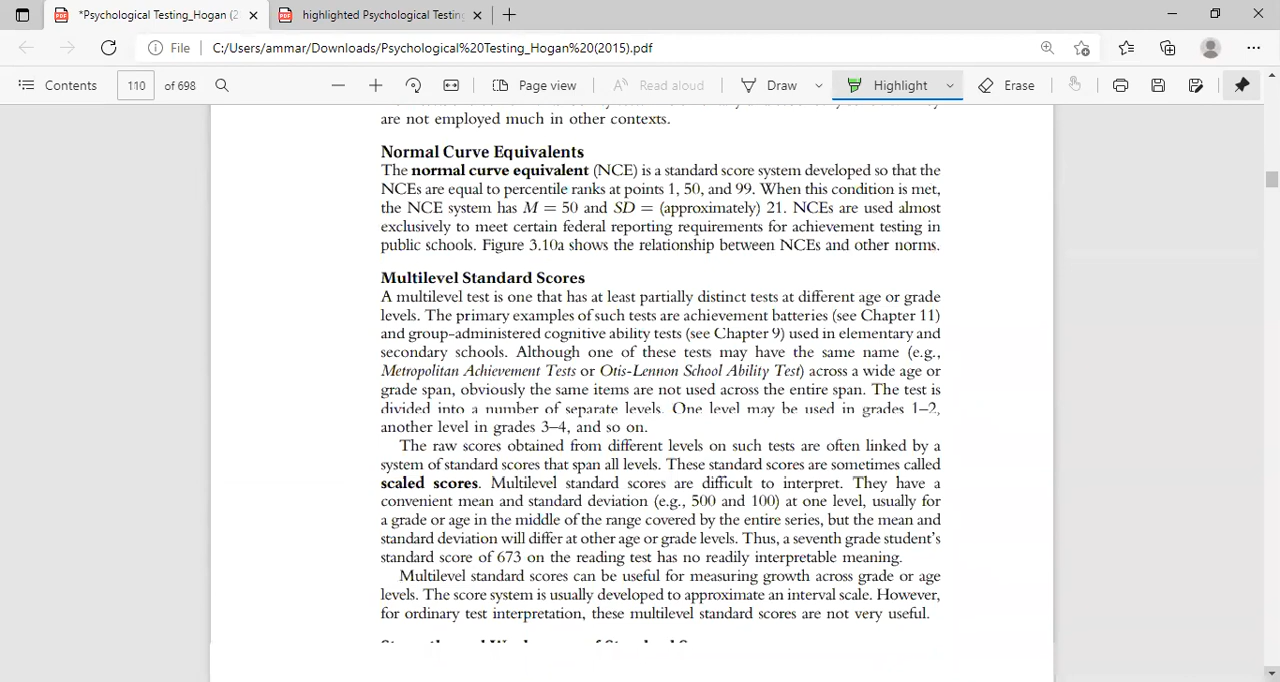 *Psychological Testing_Hogan (2
highlighted Psychological Testing
File
C:/Users/ammar/Downloads/Psychological%20Testing_Hogan%20(2015).pdf
Contents
110 of 698
Page view
Read aloud
Draw
Highlight
Erase
are not employed much in other contexts.
Normal Curve Equivalents
The normal curve equivalent (NCE) is a standard score system developed so that the
NCEs are equal to percentile ranks at points 1, 50, and 99. When this condition is met,
the NCE system has M = 50 and SD = (approximately) 21. NCEs are used almost
exclusively to meet certain federal reporting requirements for achievement testing in
public schools. Figure 3.10a shows the relationship between NCEs and other norms.
Multilevel Standard Scores
A multilevel test is one that has at least partially distinct tests at different age or grade
levels. The primary examples of such tests are achievement batteries (see Chapter 11)
and group-administered cognitive ability tests (see Chapter 9) used in elementary and
secondary schools. Although one of these tests may have the same name (e.g.,
Metropolitan Achievement Tests or Otis-Lennon School Ability Test) across a wide age or
grade span, obviously the same items are not used across the entire span. The test is
divided into a number of separate levels. One level may be used in grades 1–2,
another level in grades 3–4, and so on.
The raw scores obtained from different levels on such tests are often linked by a
system of standard scores that span all levels. These standard scores are sometimes called
scaled scores. Multilevel standard scores are difficult to interpret. They have a
convenient mean and standard deviation (e.g., 500 and 100) at one level, usually for
a grade or age in the middle of the range covered by the entire series, but the mean and
standard deviation will differ at other age or grade levels. Thus, a seventh grade student's
standard score of 673 on the reading test has no readily interpretable meaning.
Multilevel standard scores can be useful for measuring growth across grade or age
levels. The score system is usually developed to approximate an interval scale. However,
for ordinary test interpretation, these multilevel standard scores are not very useful.